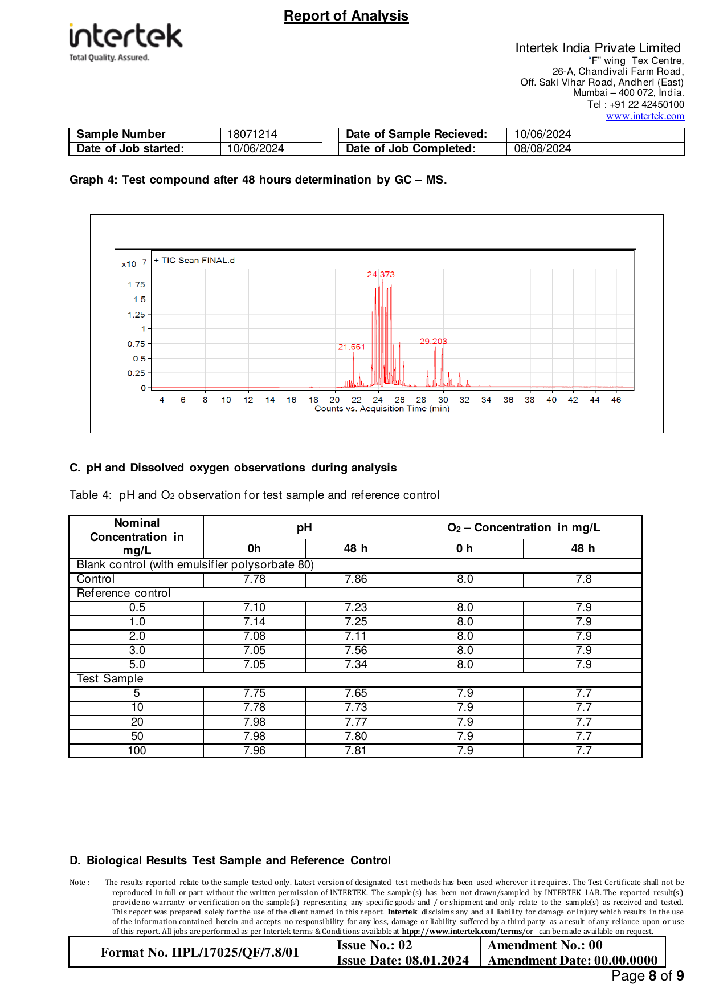 Report of Analysis
intertek
Total Quality. Assured.
Intertek India Private Limited
“F” wing Tex Centre,
26-A, Chandivali Farm Road,
Off. Saki Vihar Road, Andheri (East)
Mumbai – 400 072, India.
Tel : +91 22 42450100
www.intertek.com
Sample Number 18071214 Date of Sample Recieved: 10/06/2024
Date of Job started: 10/06/2024 Date of Job Completed: 08/08/2024
Graph 4: Test compound after 48 hours determination by GC – MS.
x10 7 + TIC Scan FINAL.d
24.373
1.75
1.5
1.25
1
0.75 21.661 29.203
0.5
0.25
0
4 6 8 10 12 14 16 18 20 22 24 26 28 30 32 34 36 38 40 42 44 46
Counts vs. Acquisition Time (min)
C. pH and Dissolved oxygen observations during analysis
Table 4: pH and O2 observation for test sample and reference control
Nominal Concentration in mg/L pH O2 – Concentration in mg/L
0h 48 h 0 h 48 h
Blank control (with emulsifier polysorbate 80)
Control 7.78 7.86 8.0 7.8
Reference control
0.5 7.10 7.23 8.0 7.9
1.0 7.14 7.25 8.0 7.9
2.0 7.08 7.11 8.0 7.9
3.0 7.05 7.56 8.0 7.9
5.0 7.05 7.34 8.0 7.9
Test Sample
5 7.75 7.65 7.9 7.7
10 7.78 7.73 7.9 7.7
20 7.98 7.77 7.9 7.7
50 7.98 7.80 7.9 7.7
100 7.96 7.81 7.9 7.7
D. Biological Results Test Sample and Reference Control
Note : The results reported relate to the sample tested only. Latest version of designated test methods has been used wherever it requires. The Test Certificate shall not be
reproduced in full or part without the written permission of INTERTEK. The sample(s) has been not drawn/sampled by INTERTEK LAB. The reported result(s)
provide no warranty or verification on the sample(s) representing any specific goods and / or shipment and only relate to the sample(s) as received and tested.
This report was prepared solely for the use of the client named in this report. Intertek disclaims any and all liability for damage or injury which results in the use
of the information contained herein and accepts no responsibility for any loss, damage or liability suffered by a third party as a result of any reliance upon or use
of this report. All jobs are performed as per Intertek terms & Conditions available at htpp://www.intertek.com/terms/or can be made available on request.
Format No. IIPL/17025/QF/7.8/01 Issue No.: 02 Amendment No.: 00
Issue Date: 08.01.2024 Amendment Date: 00.00.0000
Page 8 of 9